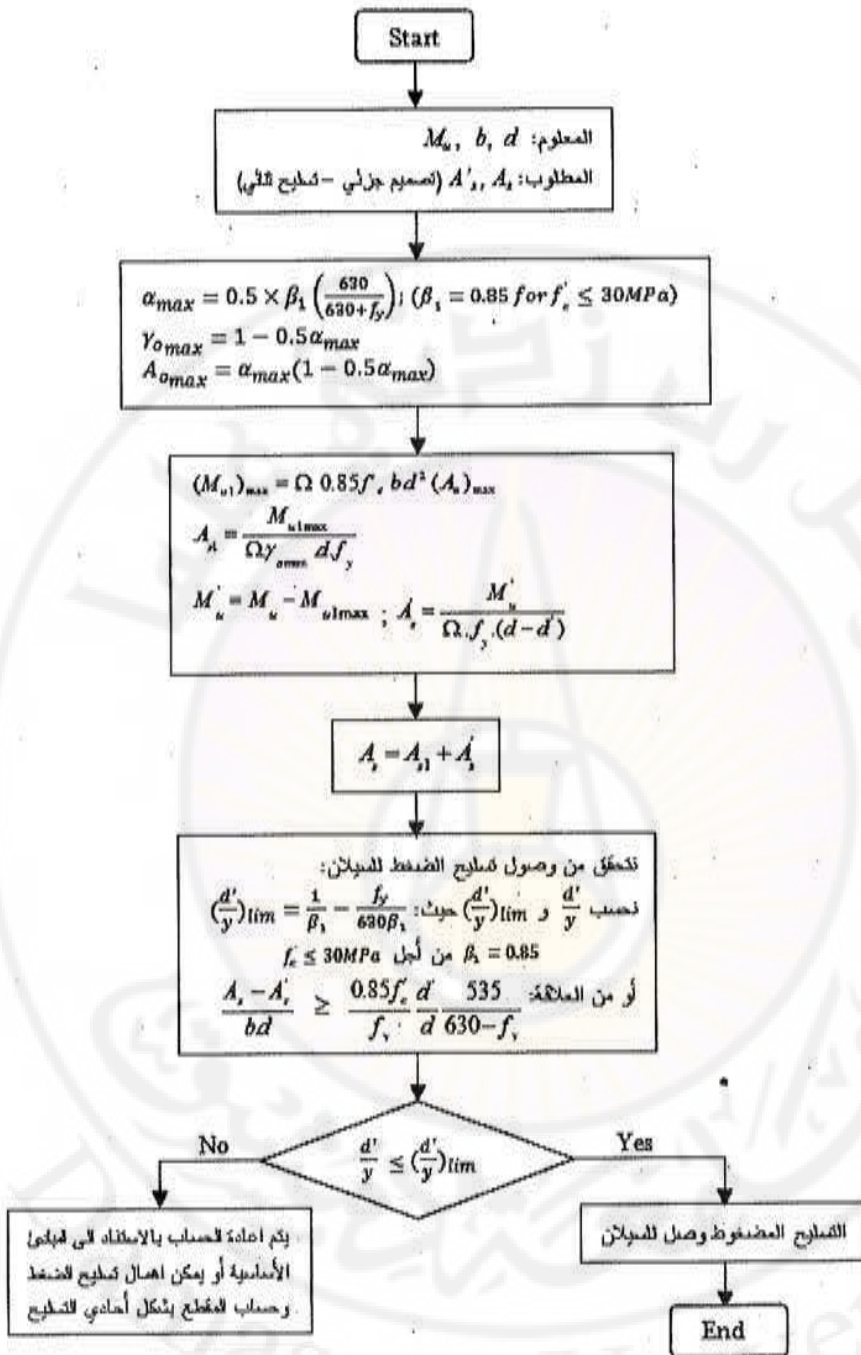 Start
المعلوم: M_u, b, d
المطلوب: A'_s, A_s (تصميم جزئي - تسليح ثنائي)
α_max = 0.5 × β_1 (630 / 630+f_y); (β_1 = 0.85 for f'_c ≤ 30MPa)
γ_omax = 1 − 0.5α_max
A_omax = α_max(1 − 0.5α_max)
(M_u1)_max = Ω 0.85f'_c bd² (A_o)_max
A_s1 = M_u1max / Ωγ_omax d.f_y
M'_u = M_u − M_u1max ; A'_s = M'_u / Ω.f_y.(d−d')
A_s = A_s1 + A'_s
نتحقق من وصول تسليح الضغط للسيلان:
نحسب d'/y و (d'/y)lim حيث: (d'/y)lim = 1/β_1 − f_y/630β_1
β_1 = 0.85 من أجل f'_c ≤ 30MPa
أو من العلاقة: (A_s − A'_s)/bd ≥ (0.85f'_c/f_y) . (d'/d) (535/630−f_y)
d'/y ≤ (d'/y)lim
No
Yes
يتم اعادة الحساب بالاستناد الى المبادئ
الأساسية أو يمكن اهمال تسليح الضغط
وحساب المقطع بشكل أحادي التسليح
التسليح المضغوط وصل للسيلان
End